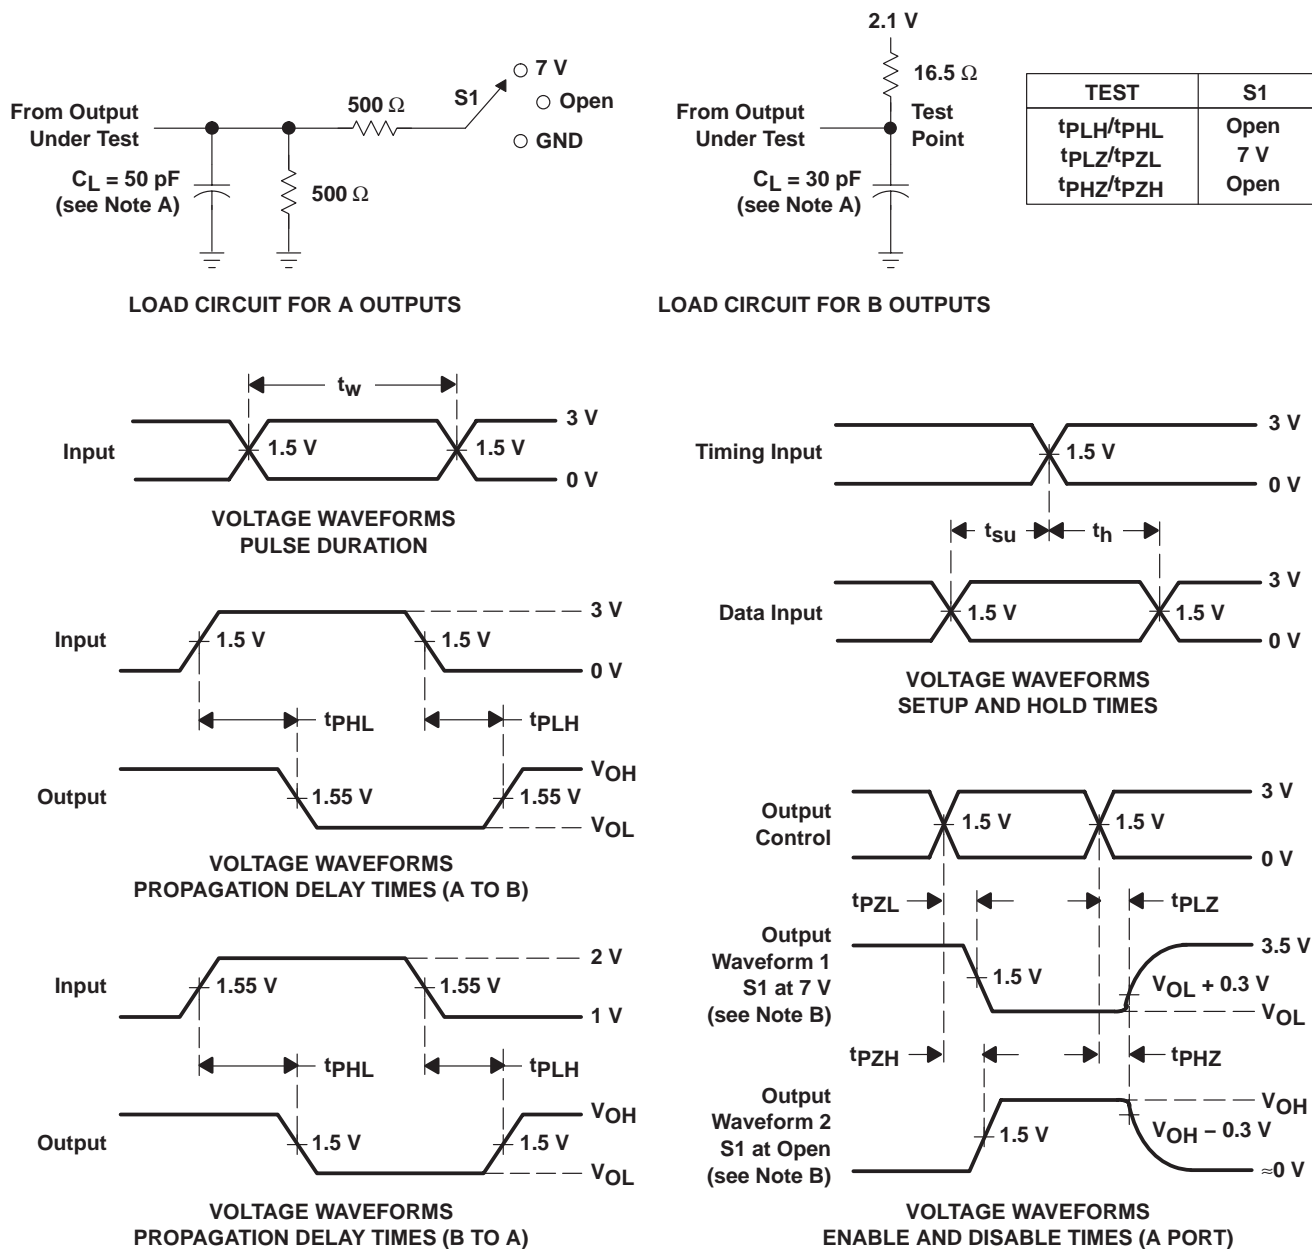 7 V
Open
GND
S1
500 Ω
From Output
Under Test
CL = 50 pF
(see Note A)
500 Ω
LOAD CIRCUIT FOR A OUTPUTS
2.1 V
16.5 Ω
From Output
Under Test
Test
Point
CL = 30 pF
(see Note A)
LOAD CIRCUIT FOR B OUTPUTS
TEST S1
tPLH/tPHL Open
tPLZ/tPZL 7 V
tPHZ/tPZH Open
tw
Input
1.5 V
1.5 V
3 V
0 V
VOLTAGE WAVEFORMS
PULSE DURATION
Timing Input
1.5 V
3 V
0 V
tsu
th
Data Input
1.5 V
1.5 V
3 V
0 V
VOLTAGE WAVEFORMS
SETUP AND HOLD TIMES
Input
1.5 V
1.5 V
3 V
0 V
tPHL
tPLH
Output
1.55 V
1.55 V
VOH
VOL
VOLTAGE WAVEFORMS
PROPAGATION DELAY TIMES (A TO B)
Input
1.55 V
1.55 V
2 V
1 V
tPHL
tPLH
Output
1.5 V
1.5 V
VOH
VOL
VOLTAGE WAVEFORMS
PROPAGATION DELAY TIMES (B TO A)
Output
Control
1.5 V
1.5 V
3 V
0 V
tPZL
tPLZ
Output
Waveform 1
S1 at 7 V
(see Note B)
1.5 V
3.5 V
VOL + 0.3 V
VOL
tPZH
tPHZ
Output
Waveform 2
S1 at Open
(see Note B)
1.5 V
VOH
VOH − 0.3 V
≈0 V
VOLTAGE WAVEFORMS
ENABLE AND DISABLE TIMES (A PORT)